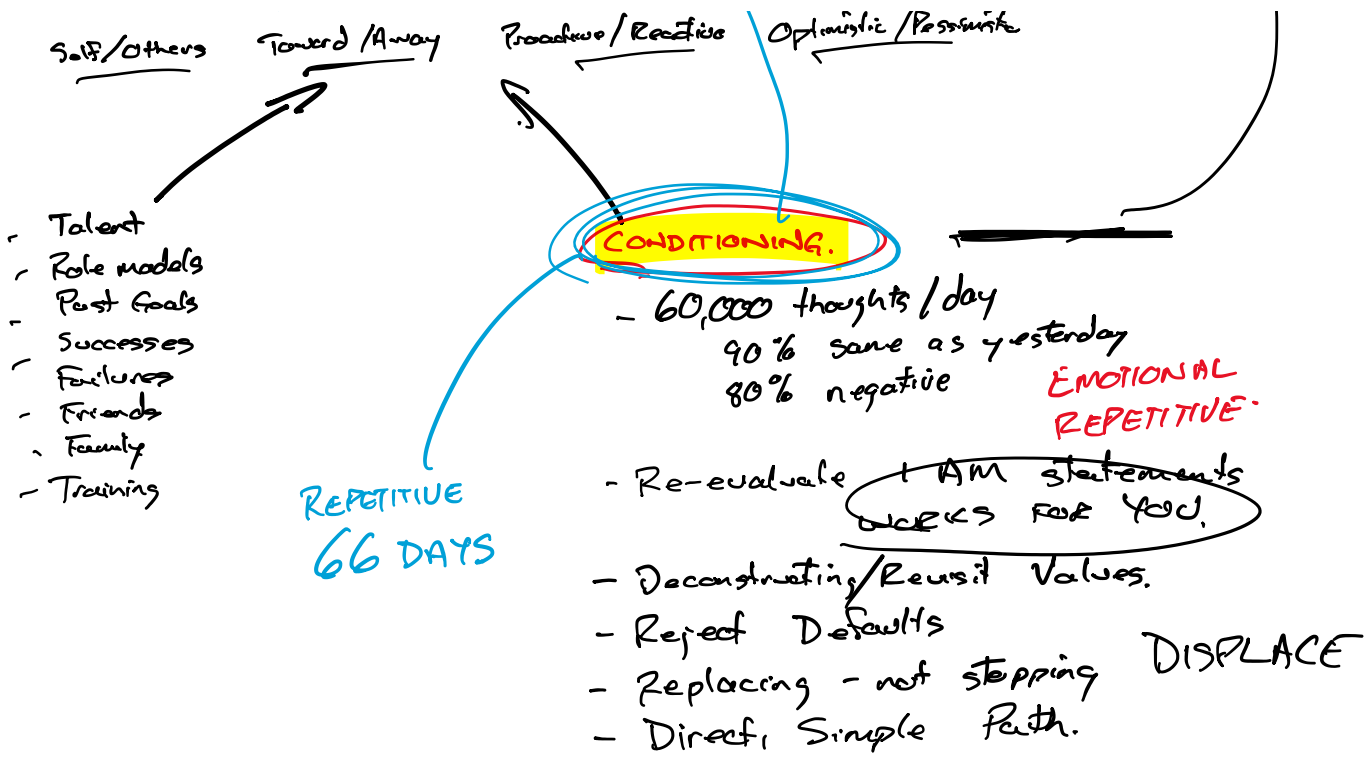 Self/Others Toward/Away Proactive/Reactive Optimistic/Pessimistic
- Talent
- Role models
- Past Goals
- Successes
- Failures
- Friends
- Family
- Training
CONDITIONING.
- 60,000 thoughts/day
90% same as yesterday
80% negative
EMOTIONAL
REPETITIVE.
REPETITIVE
66 DAYS
- Re-evaluate I AM statements
WORKS FOR YOU.
- Deconstructing/Revisit Values.
- Reject Defaults
- Replacing - not stopping
DISPLACE
- Direct, Simple Path.